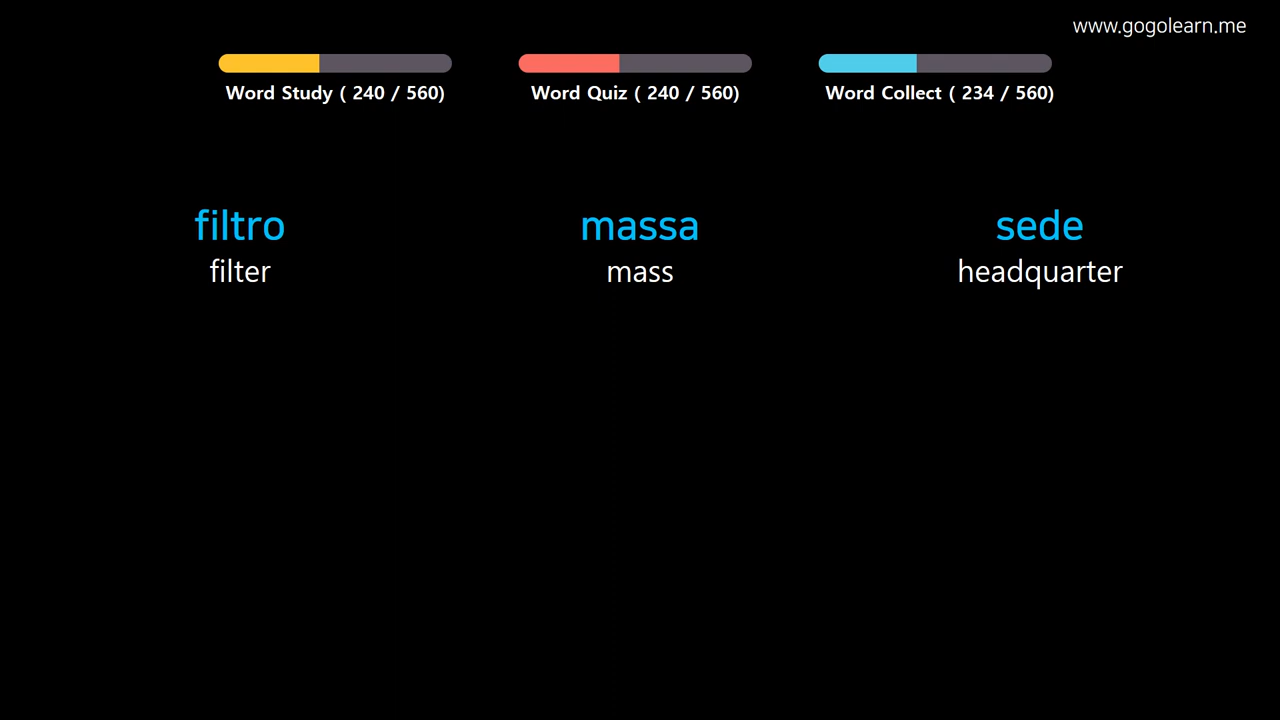 www.gogolearn.me
Word Study ( 240 / 560)
Word Quiz ( 240 / 560)
Word Collect ( 234 / 560)
filtro
filter
massa
mass
sede
headquarter